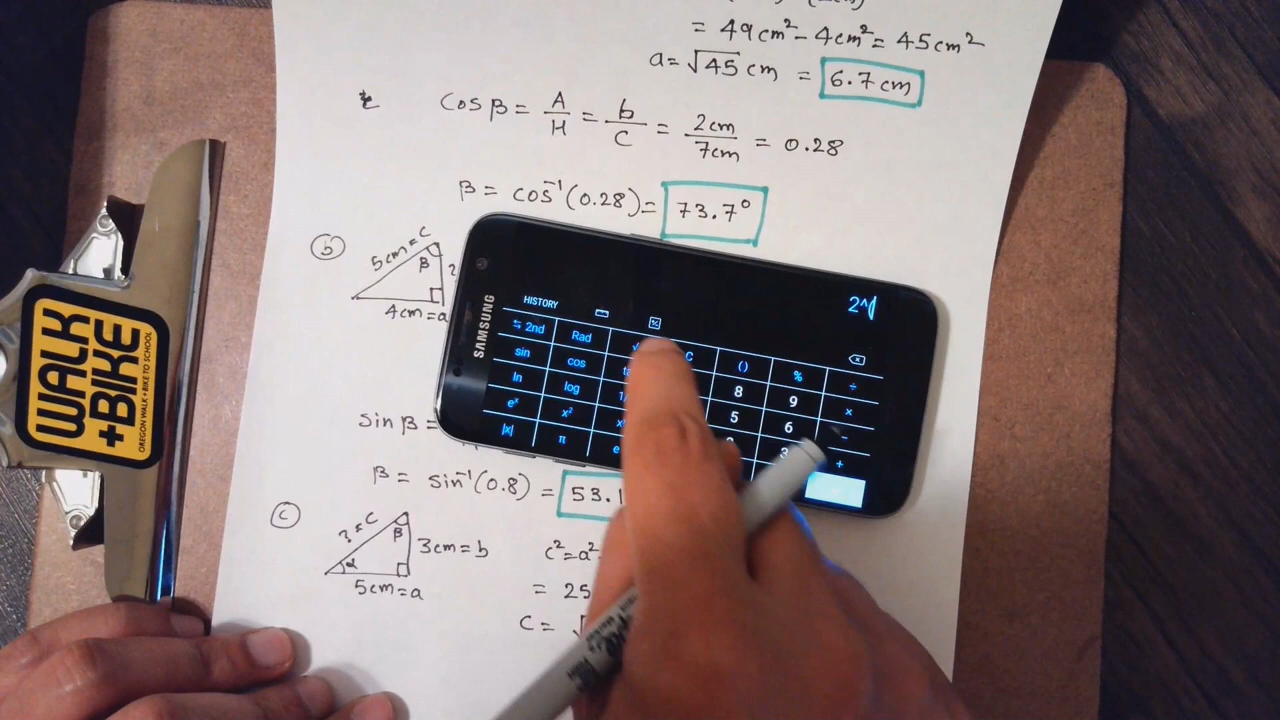 = 49cm² - 4cm² = 45cm²
a = √45 cm = 6.7cm
cos β = A/H = b/C = 2cm/7cm = 0.28
β = cos⁻¹(0.28) = 73.7°
b
5cm = C
β
2
4cm = a
sin β =
β = sin⁻¹(0.8) = 53.1
c
? = C
β
α
3cm = b
5cm = a
c² = a²
= 25
C = √
WALK
+BIKE
OREGON WALK + BIKE TO SCHOOL
SAMSUNG
2^(
HISTORY
2nd Rad √ C () % ÷
sin cos 8 9 ×
ln log 1/ 5 6 -
eˣ x² 3 +
|x| π e